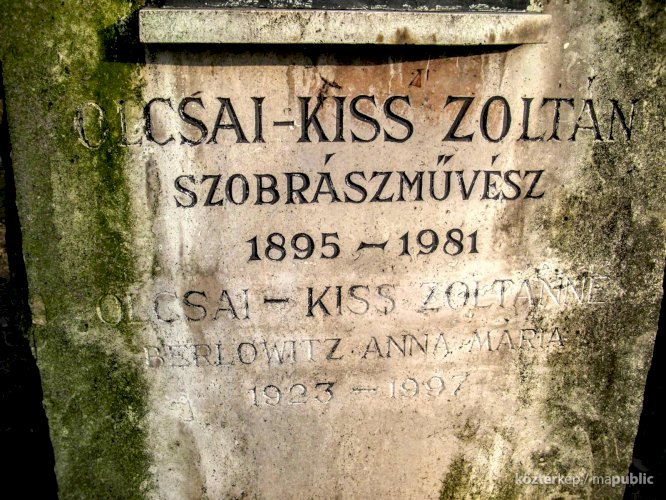 OLCSAI-KISS ZOLTÁN
SZOBRÁSZMŰVÉSZ
1895 – 1981
OLCSAI – KISS ZOLTÁNNÉ
BERLOWITZ ANNA MÁRIA
1923 – 1997
köztérkép / mapublic